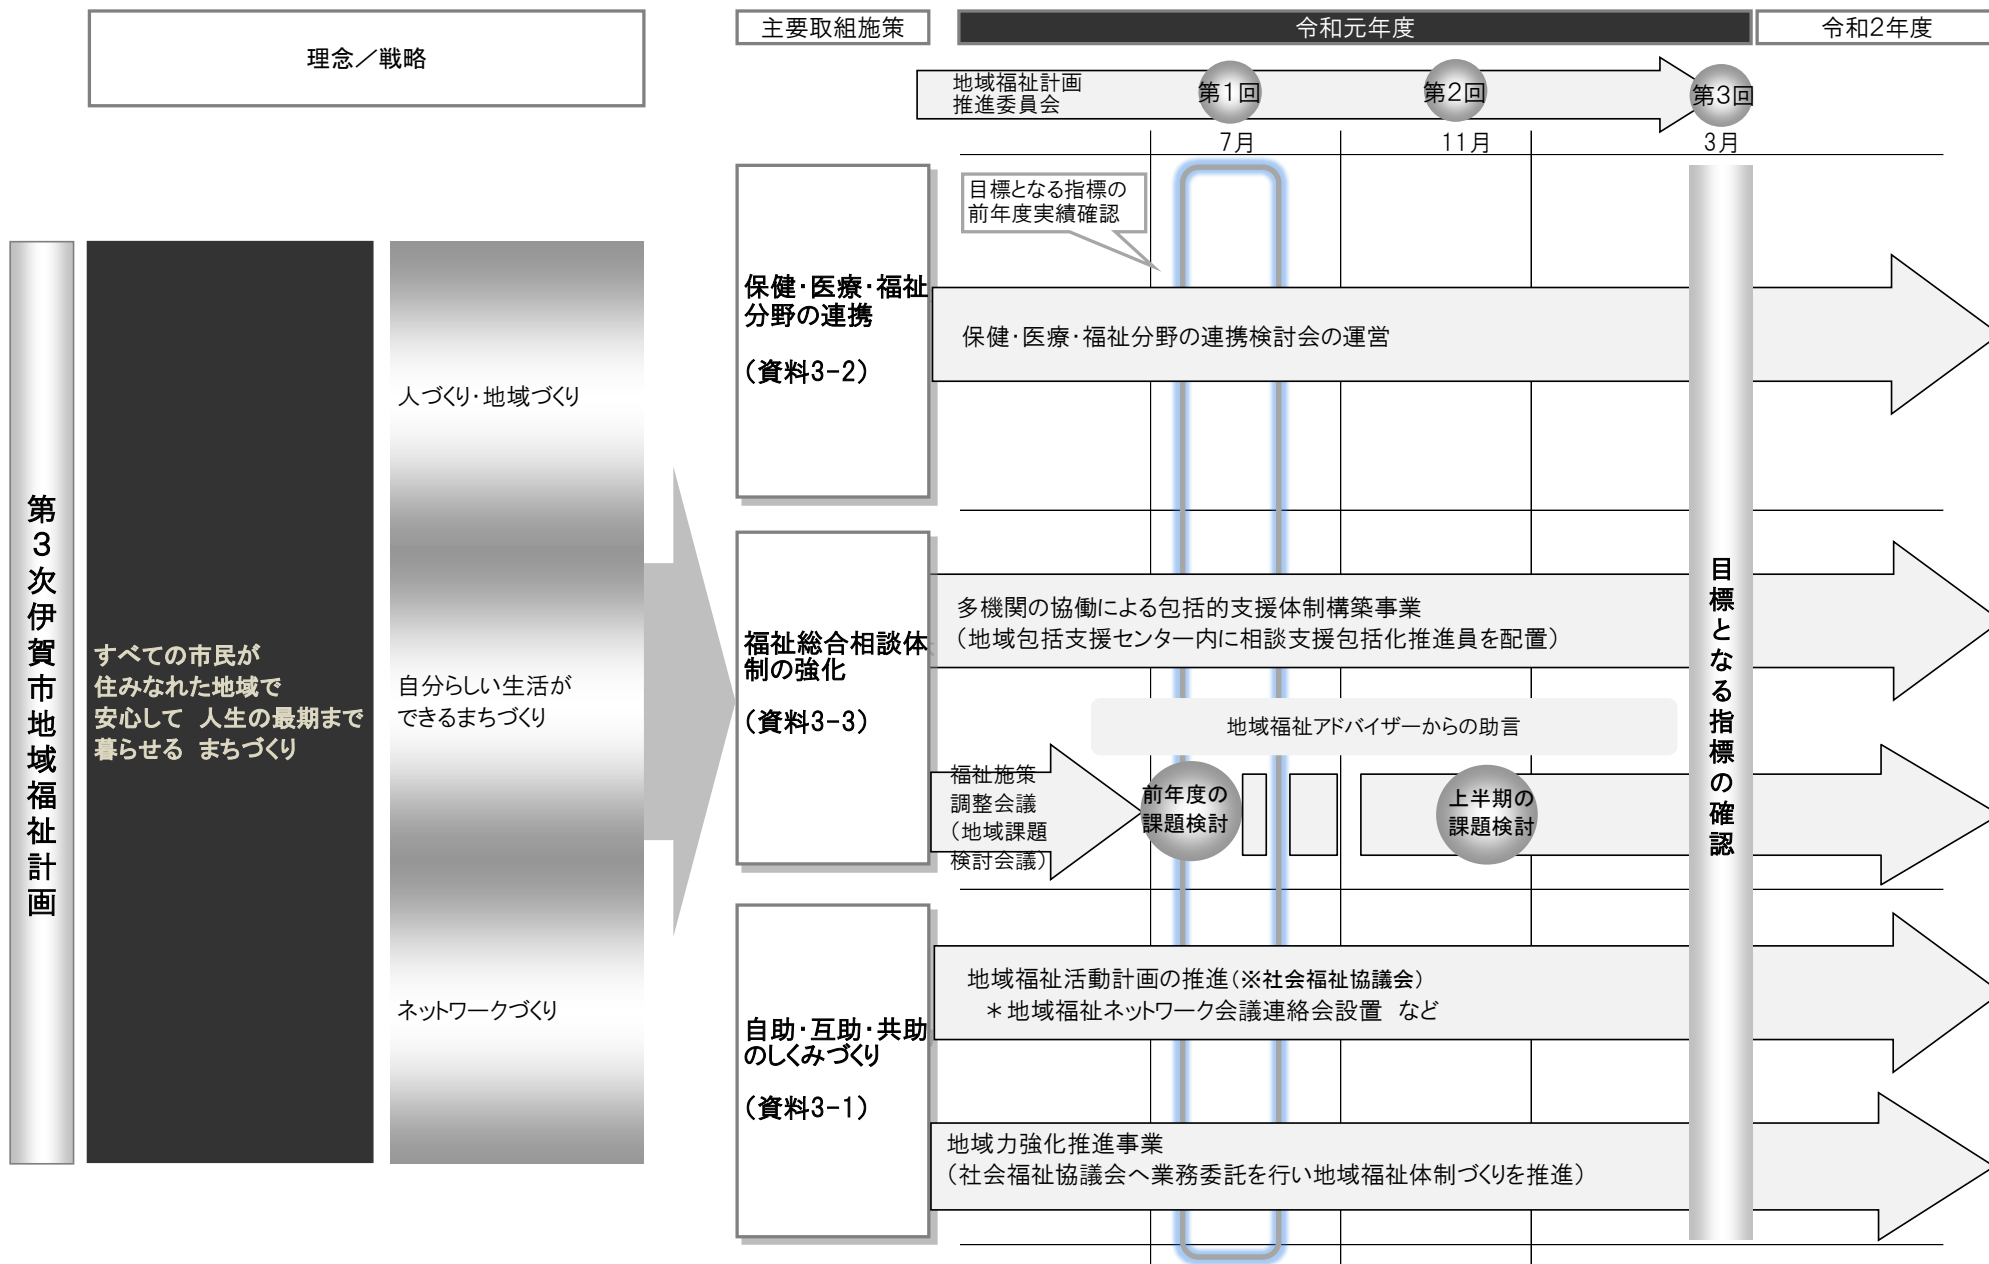 理念／戦略
主要取組施策
令和元年度
令和2年度
地域福祉計画
推進委員会
第1回
第2回
第3回
7月
11月
3月
第3次伊賀市地域福祉計画
すべての市民が
住みなれた地域で
安心して 人生の最期まで
暮らせる まちづくり
人づくり・地域づくり
自分らしい生活が
できるまちづくり
ネットワークづくり
目標となる指標の
前年度実績確認
保健・医療・福祉
分野の連携
（資料3-2）
保健・医療・福祉分野の連携検討会の運営
福祉総合相談体
制の強化
（資料3-3）
多機関の協働による包括的支援体制構築事業
（地域包括支援センター内に相談支援包括化推進員を配置）
地域福祉アドバイザーからの助言
福祉施策
調整会議
（地域課題
検討会議）
前年度の
課題検討
上半期の
課題検討
自助・互助・共助
のしくみづくり
（資料3-1）
地域福祉活動計画の推進（※社会福祉協議会）
＊地域福祉ネットワーク会議連絡会設置 など
地域力強化推進事業
（社会福祉協議会へ業務委託を行い地域福祉体制づくりを推進）
目標となる指標の確認